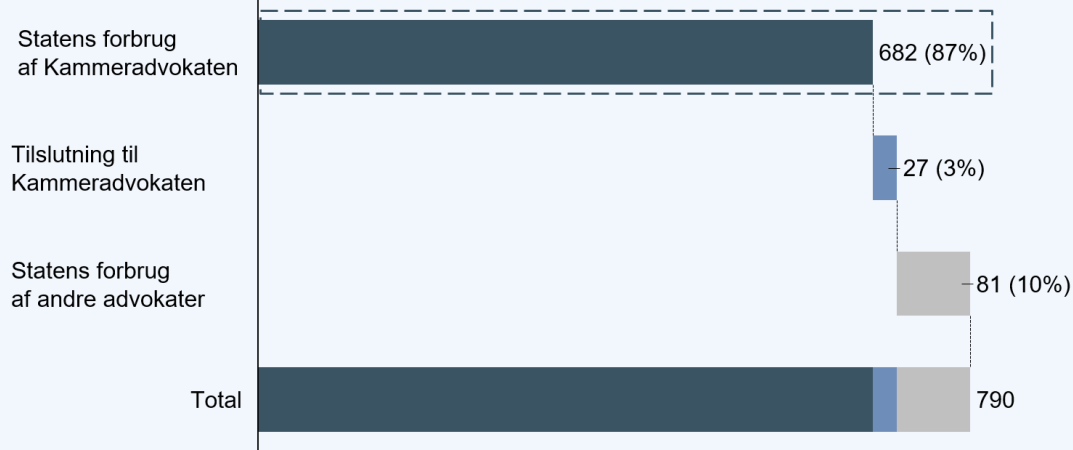 Statens forbrug
af Kammeradvokaten
682 (87%)
Tilslutning til
Kammeradvokaten
27 (3%)
Statens forbrug
af andre advokater
81 (10%)
Total
790